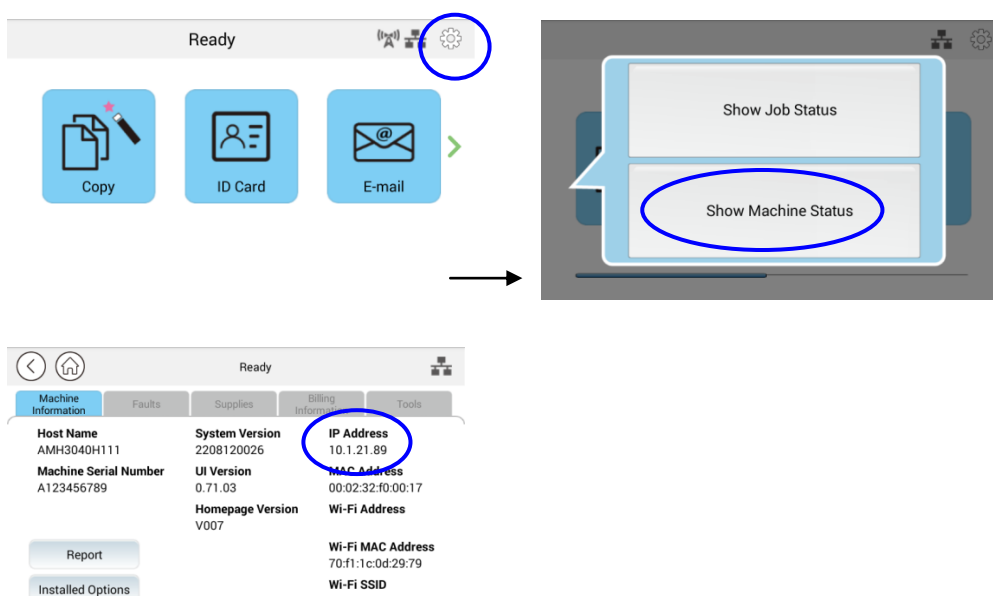 Ready
Copy
ID Card
@
E-mail
Show Job Status
Show Machine Status
Ready
Machine
Information
Faults
Supplies
Billing
Information
Tools
Host Name
AMH3040H111
Machine Serial Number
A123456789
System Version
2208120026
UI Version
0.71.03
Homepage Version
V007
IP Address
10.1.21.89
MAC Address
00:02:32:f0:00:17
Wi-Fi Address
Wi-Fi MAC Address
70:f1:1c:0d:29:79
Wi-Fi SSID
Report
Installed Options